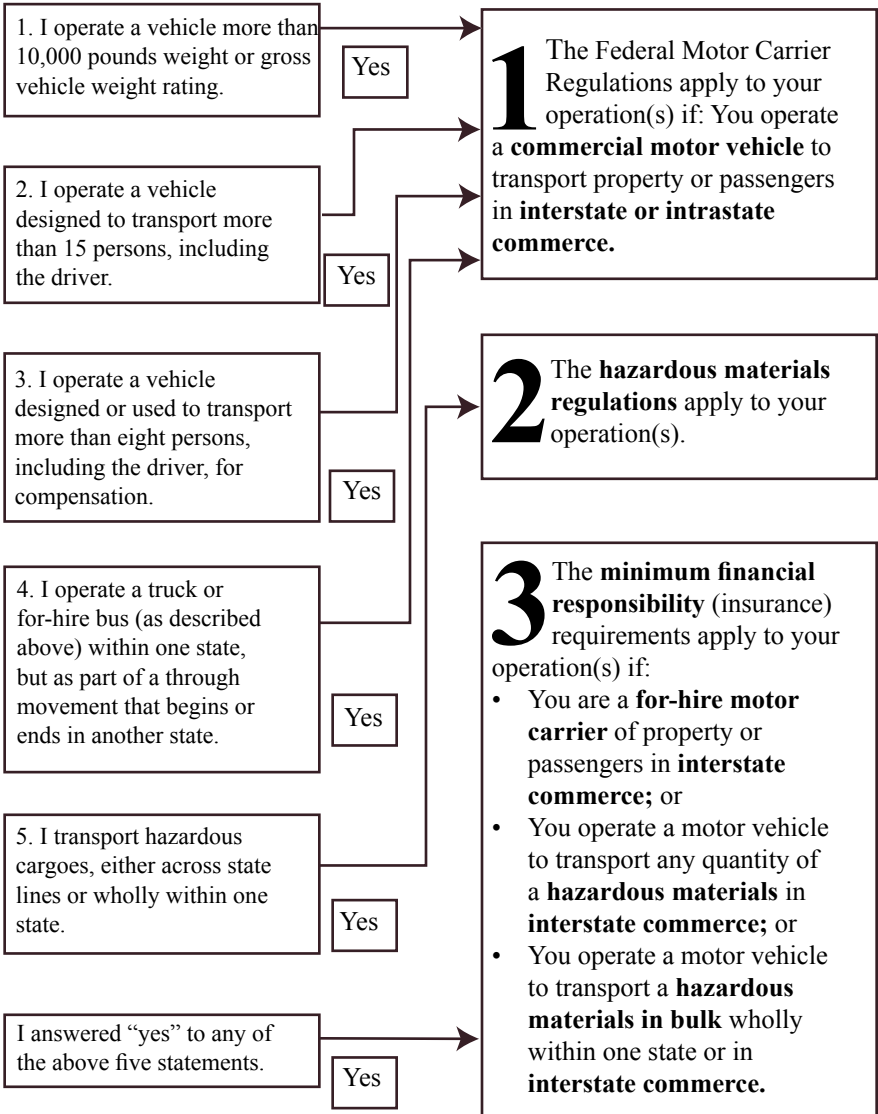 1. I operate a vehicle more than
10,000 pounds weight or gross
vehicle weight rating.
Yes
2. I operate a vehicle
designed to transport more
than 15 persons, including
the driver.
Yes
3. I operate a vehicle
designed or used to transport
more than eight persons,
including the driver, for
compensation.
Yes
4. I operate a truck or
for-hire bus (as described
above) within one state,
but as part of a through
movement that begins or
ends in another state.
Yes
5. I transport hazardous
cargoes, either across state
lines or wholly within one
state.
Yes
I answered “yes” to any of
the above five statements.
Yes
1 The Federal Motor Carrier
Regulations apply to your
operation(s) if: You operate
a commercial motor vehicle to
transport property or passengers
in interstate or intrastate
commerce.
2 The hazardous materials
regulations apply to your
operation(s).
3 The minimum financial
responsibility (insurance)
requirements apply to your
operation(s) if:
• You are a for-hire motor
carrier of property or
passengers in interstate
commerce; or
• You operate a motor vehicle
to transport any quantity of
a hazardous materials in
interstate commerce; or
• You operate a motor vehicle
to transport a hazardous
materials in bulk wholly
within one state or in
interstate commerce.